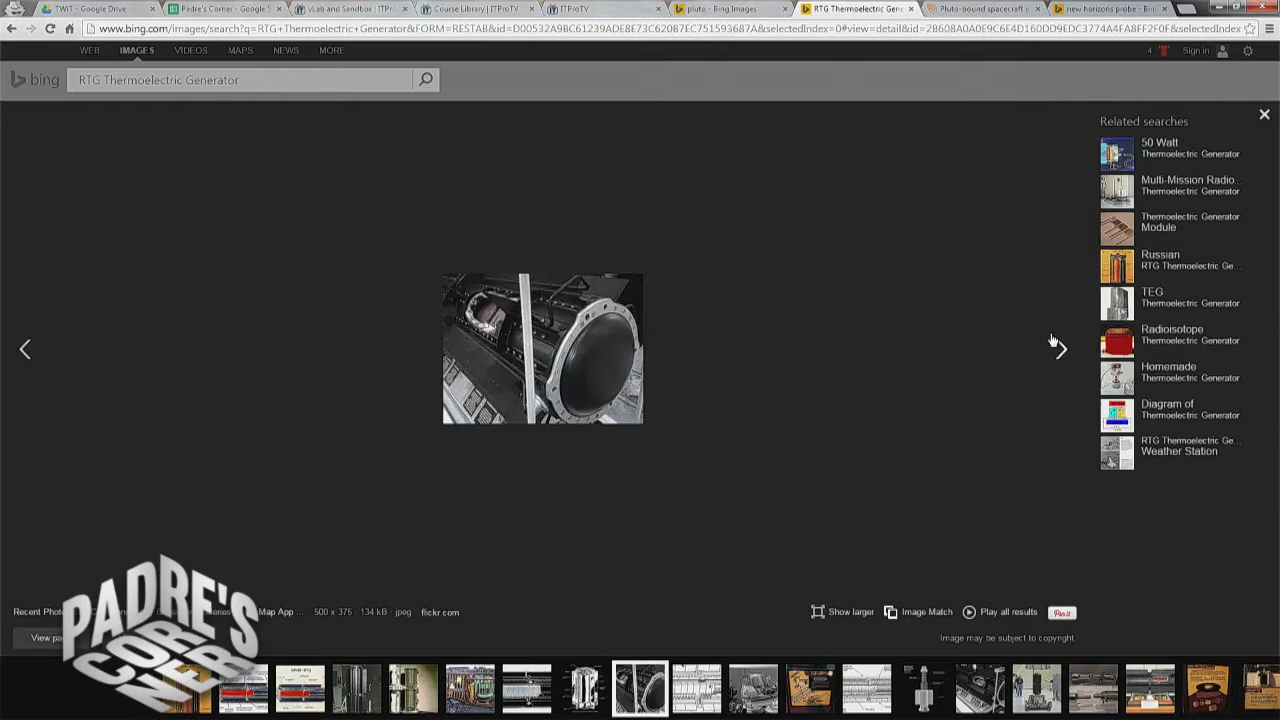 TWiT - Google Drive
Padre's Corner - Google S
vLab and Sandbox | ITPro
Course Library | ITProTV
ITProTV
pluto - Bing Images
RTG Thermoelectric Gene
Pluto-bound spacecraft c
new horizons probe - Bing
www.bing.com/images/search?q=RTG+Thermoelectric+Generator&FORM=RESTAB&id=D00532A9BC61239ADE8E73C620B7EC751593687A&selectedIndex=0#view=detail&id=2B608A0A0E9C6E4D160DD9EDC3774A4FA8FF2F0F&selectedIndex
WEB IMAGES VIDEOS MAPS NEWS MORE
4 Sign in
bing RTG Thermoelectric Generator
Related searches
50 Watt
Thermoelectric Generator
Multi-Mission Radio...
Thermoelectric Generator
Thermoelectric Generator
Module
Russian
RTG Thermoelectric Ge...
TEG
Thermoelectric Generator
Radioisotope
Thermoelectric Generator
Homemade
Thermoelectric Generator
Diagram of
Thermoelectric Generator
RTG Thermoelectric Ge...
Weather Station
Recent Phot Map App ... 500 x 375 · 134 kB · jpeg flickr.com
Show larger Image Match Play all results Pin it
View pa
Image may be subject to copyright.
PADRE'S
CORNER